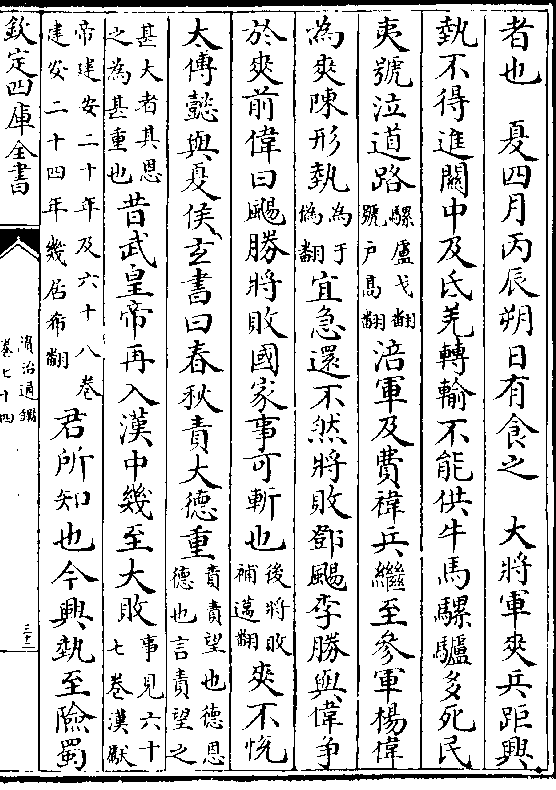 者也　夏四月丙辰朔日有食之　大將軍爽兵距興
埶不得進關中及氐羌轉輸不能供牛馬騾驢多死民
夷號泣道路騾盧戈翻號戶髙翻涪軍及費禕兵繼至參軍楊偉
為爽陳形埶為于偽翻宜急還不然將敗鄧颺李勝與偉爭
於爽前偉曰颺勝將敗國家事可斬也後將敗補邁翻爽不悅
太傅懿與夏侯玄書曰春秋責大德重責責望也德恩德也言責望之
甚大者其恩之為甚重也昔武皇帝再入漢中幾至大敗事見六十七卷漢獻
帝建安二十年及六十八卷建安二十四年幾居希翻君所知也今興埶至險蜀
欽定四庫全書
資治通鑑
卷七十四